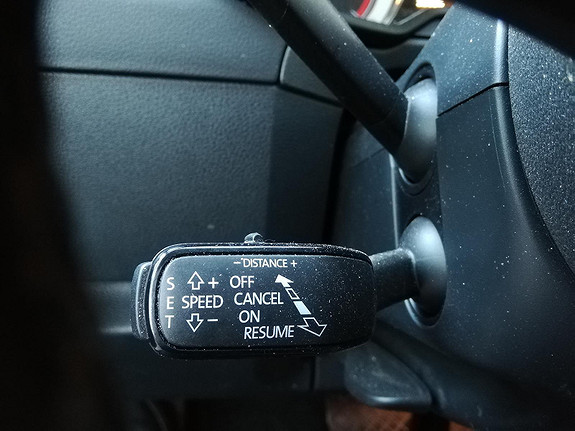 - DISTANCE +
S + OFF
E SPEED CANCEL
T - ON
RESUME